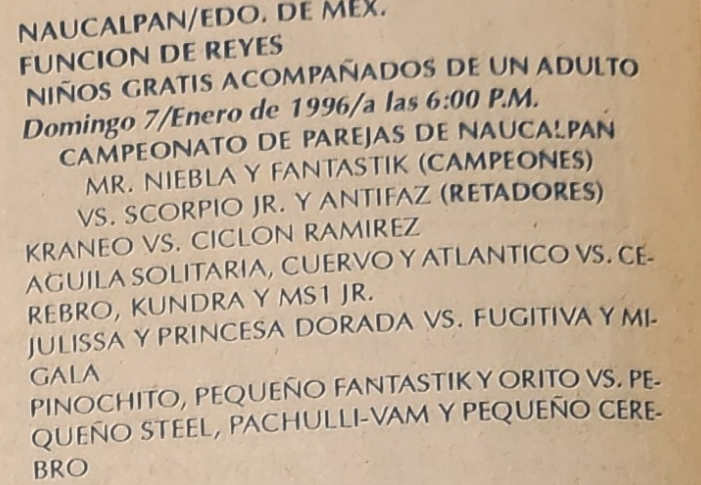 NAUCALPAN/EDO. DE MEX.
FUNCION DE REYES
NIÑOS GRATIS ACOMPAÑADOS DE UN ADULTO
Domingo 7/Enero de 1996/a las 6:00 P.M.
CAMPEONATO DE PAREJAS DE NAUCALPAN
MR. NIEBLA Y FANTASTIK (CAMPEONES)
VS. SCORPIO JR. Y ANTIFAZ (RETADORES)
KRANEO VS. CICLON RAMIREZ
AGUILA SOLITARIA, CUERVO Y ATLANTICO VS. CE-
REBRO, KUNDRA Y MS1 JR.
JULISSA Y PRINCESA DORADA VS. FUGITIVA Y MI-
GALA
PINOCHITO, PEQUEÑO FANTASTIK Y ORITO VS. PE-
QUEÑO STEEL, PACHULLI-VAM Y PEQUEÑO CERE-
BRO